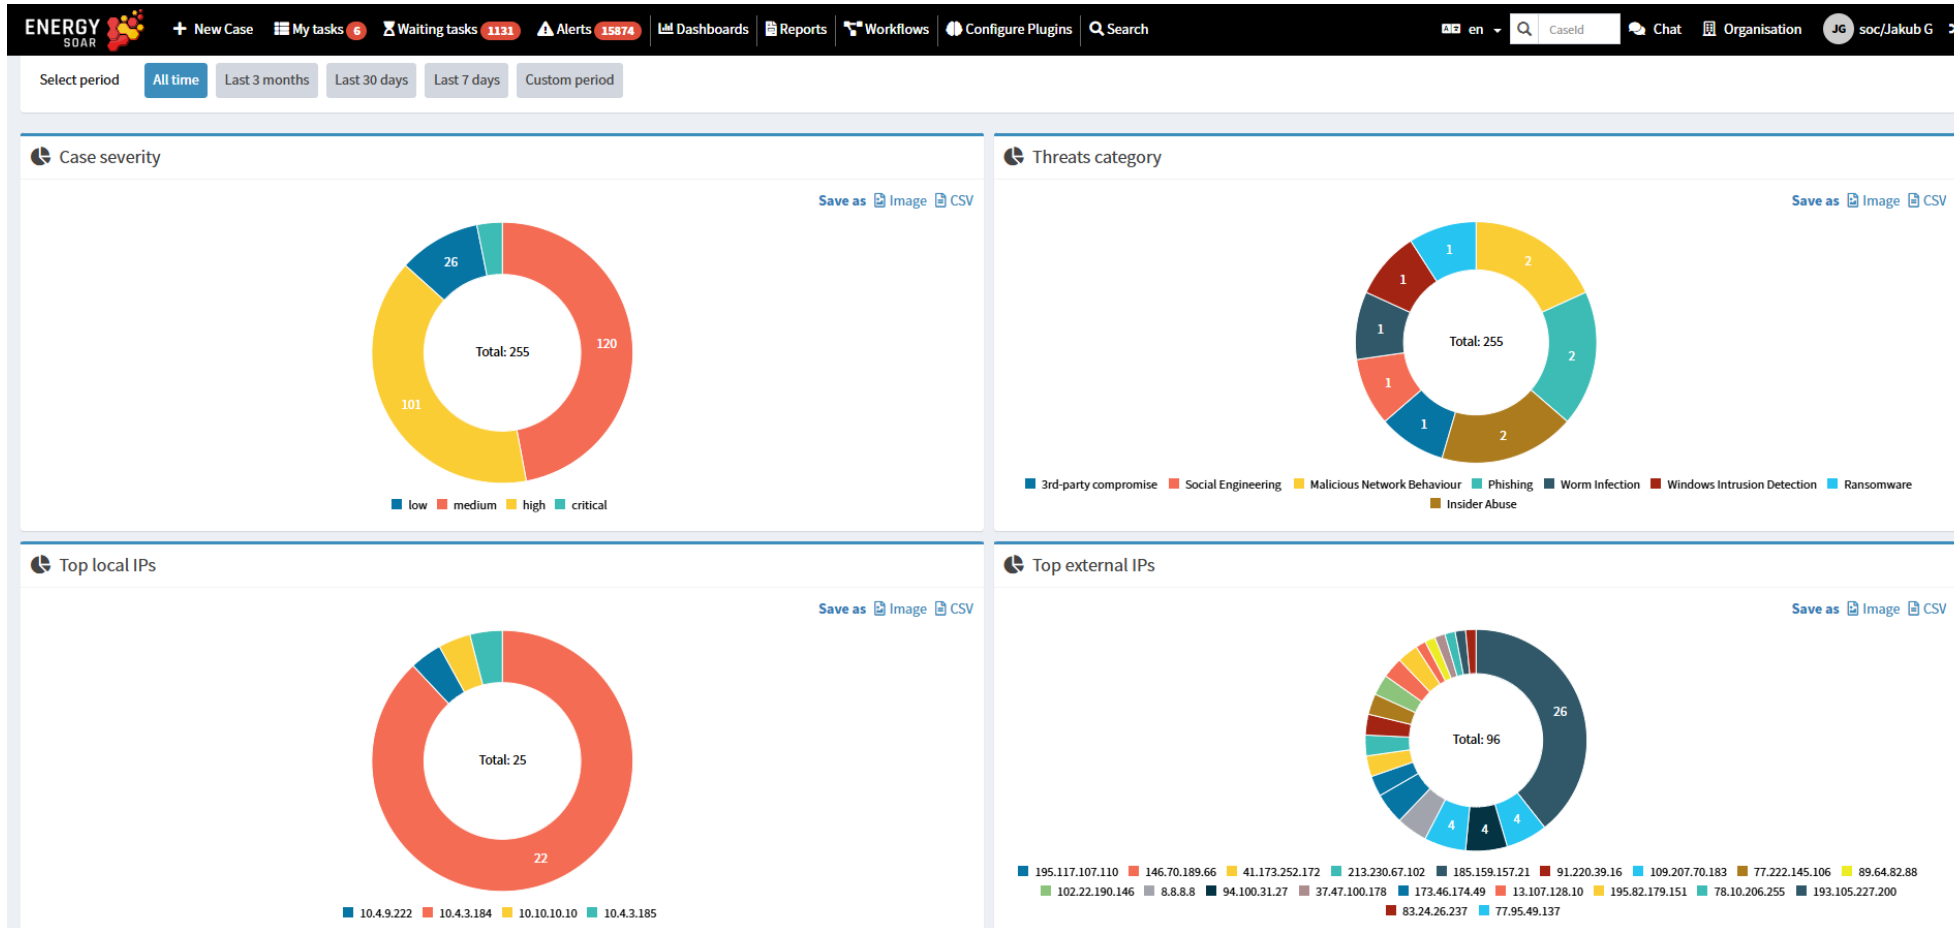 ENERGY SOAR + New Case My tasks 6 Waiting tasks 1131 Alerts 15874 Dashboards Reports Workflows Configure Plugins Search en CaseId Chat Organisation JG soc/Jakub G
Select period All time Last 3 months Last 30 days Last 7 days Custom period
Case severity
Save as Image CSV
26
120
101
Total: 255
low medium high critical
Threats category
Save as Image CSV
1 2
1
1 2
1
1 2
Total: 255
3rd-party compromise Social Engineering Malicious Network Behaviour Phishing Worm Infection Windows Intrusion Detection Ransomware
Insider Abuse
Top local IPs
Save as Image CSV
Total: 25
22
10.4.9.222 10.4.3.184 10.10.10.10 10.4.3.185
Top external IPs
Save as Image CSV
26
Total: 96
4 4 4
195.117.107.110 146.70.189.66 41.173.252.172 213.230.67.102 185.159.157.21 91.220.39.16 109.207.70.183 77.222.145.106 89.64.82.88
102.22.190.146 8.8.8.8 94.100.31.27 37.47.100.178 173.46.174.49 13.107.128.10 195.82.179.151 78.10.206.255 193.105.227.200
83.24.26.237 77.95.49.137